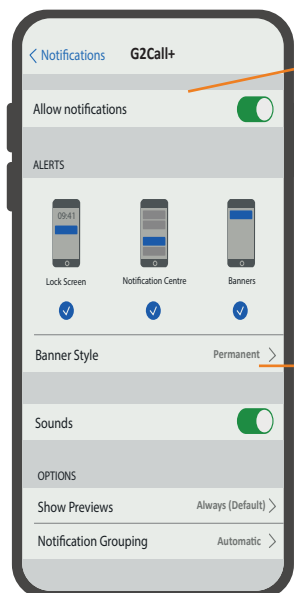 Notifications G2Call+
Allow notifications
ALERTS
09:41
Lock Screen Notification Centre Banners
Banner Style Permanent
Sounds
OPTIONS
Show Previews Always (Default)
Notification Grouping Automatic